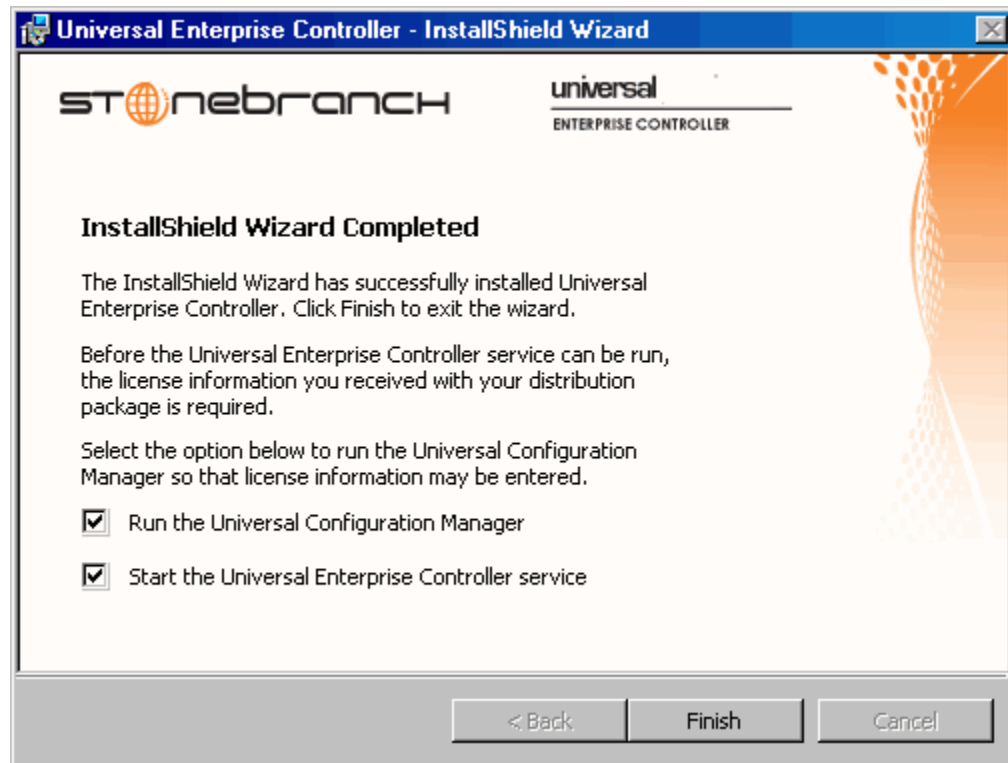 Universal Enterprise Controller - InstallShield Wizard
STonebrancH
universal
ENTERPRISE CONTROLLER
InstallShield Wizard Completed
The InstallShield Wizard has successfully installed Universal
Enterprise Controller. Click Finish to exit the wizard.
Before the Universal Enterprise Controller service can be run,
the license information you received with your distribution
package is required.
Select the option below to run the Universal Configuration
Manager so that license information may be entered.
Run the Universal Configuration Manager
Start the Universal Enterprise Controller service
< Back
Finish
Cancel